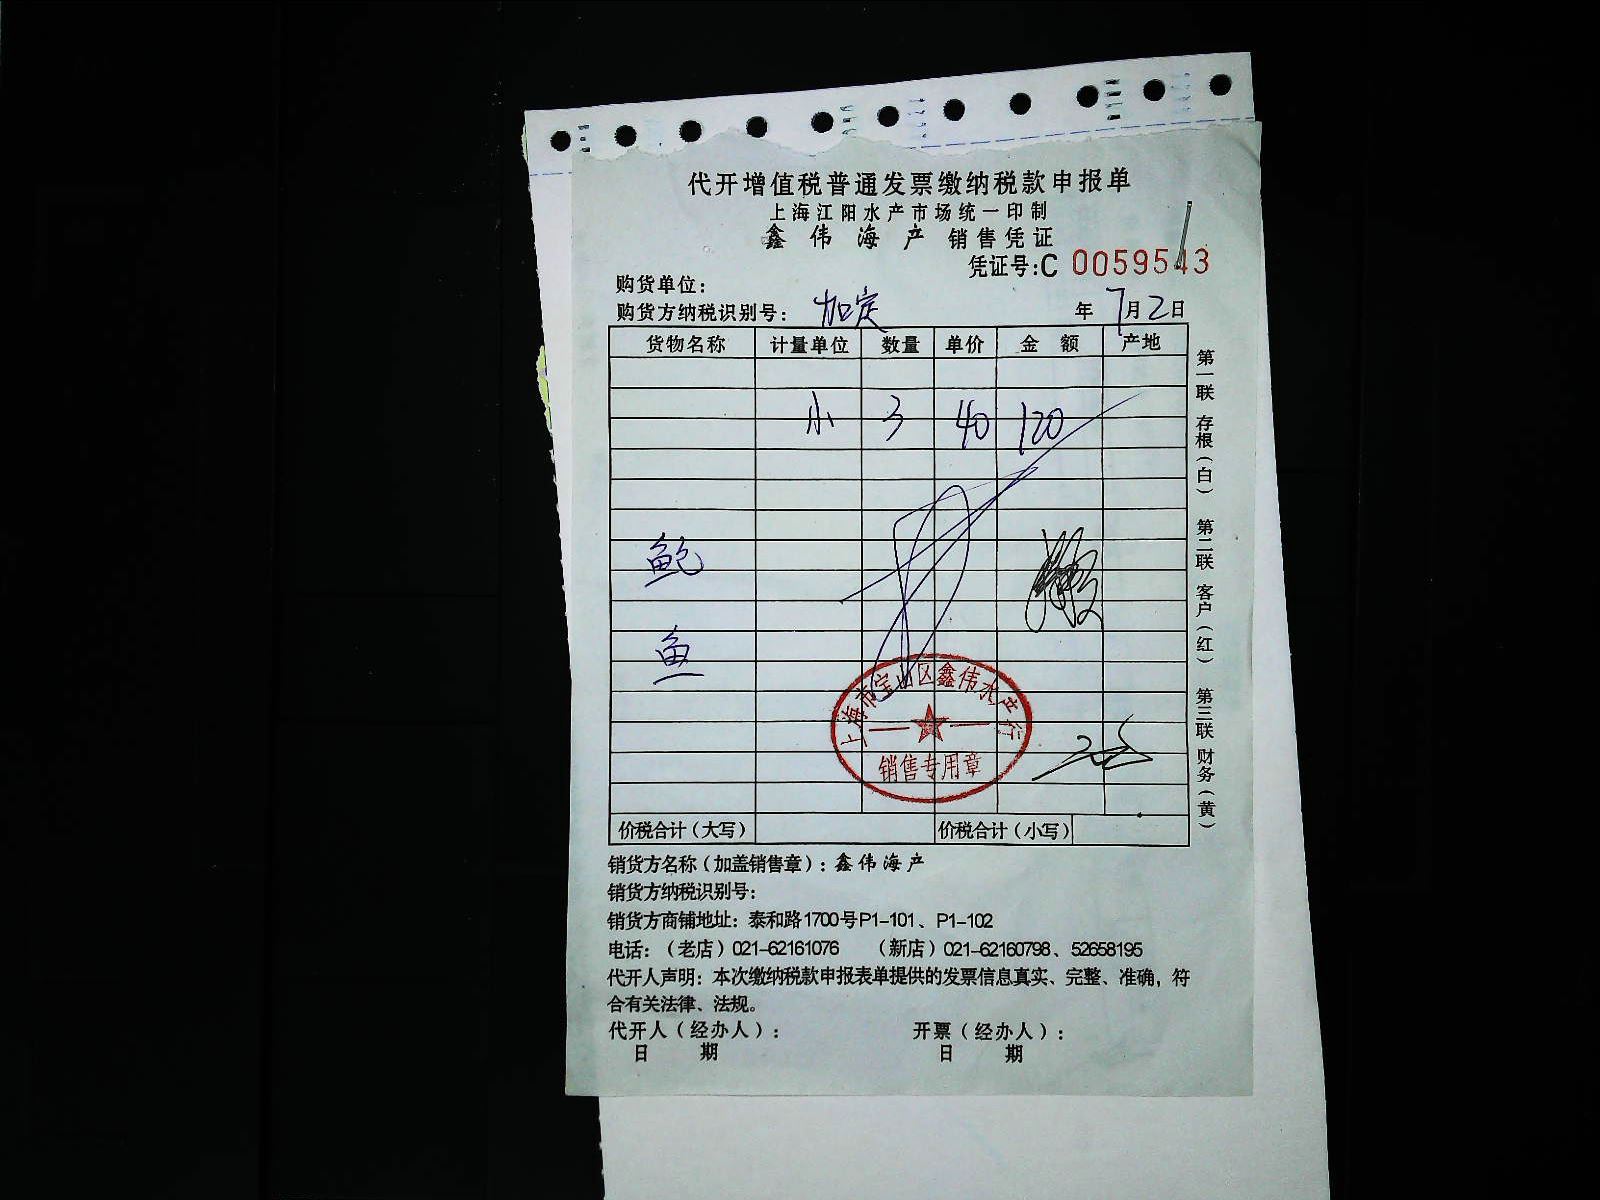 代开增值税普通发票缴纳税款申报单
上海江阳水产市场统一印制
鑫伟海产 销售凭证
凭证号:C 0059543
购货单位：
购货方纳税识别号： 加定 年 7月2日
货物名称 计量单位 数量 单价 金额 产地
小 3 40 120
鲍
鱼
上海市宝山区鑫伟水产行
销售专用章
价税合计（大写） 价税合计（小写）
第一联 存根（白） 第二联 客户（红） 第三联 财务（黄）
销货方名称（加盖销售章）：鑫伟海产
销货方纳税识别号：
销货方商铺地址：泰和路1700号P1-101、P1-102
电话：（老店）021-62161076 （新店）021-62160798、52658195
代开人声明：本次缴纳税款申报表单提供的发票信息真实、完整、准确，符
合有关法律、法规。
代开人（经办人）： 开票（经办人）：
日 期 日 期